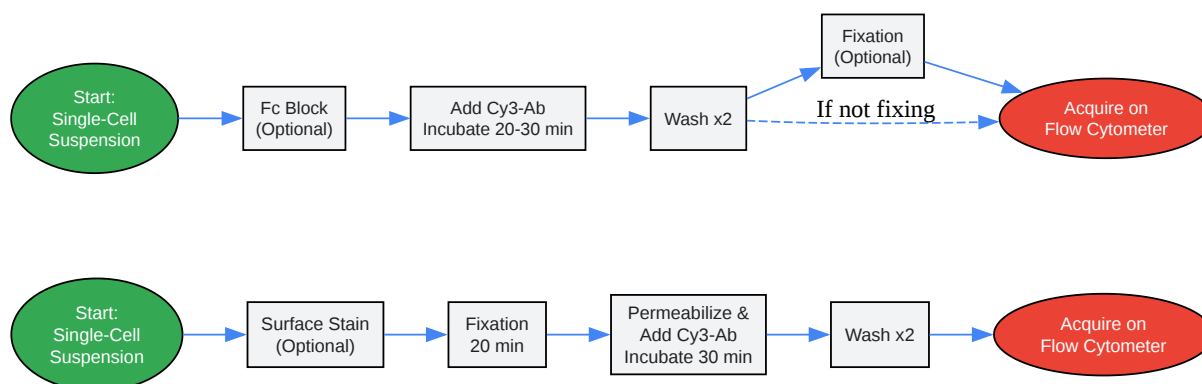 Start:
Single-Cell
Suspension
Fc Block
(Optional)
Add Cy3-Ab
Incubate 20-30 min
Wash x2
Fixation
(Optional)
If not fixing
Acquire on
Flow Cytometer
Start:
Single-Cell
Suspension
Surface Stain
(Optional)
Fixation
20 min
Permeabilize &
Add Cy3-Ab
Incubate 30 min
Wash x2
Acquire on
Flow Cytometer